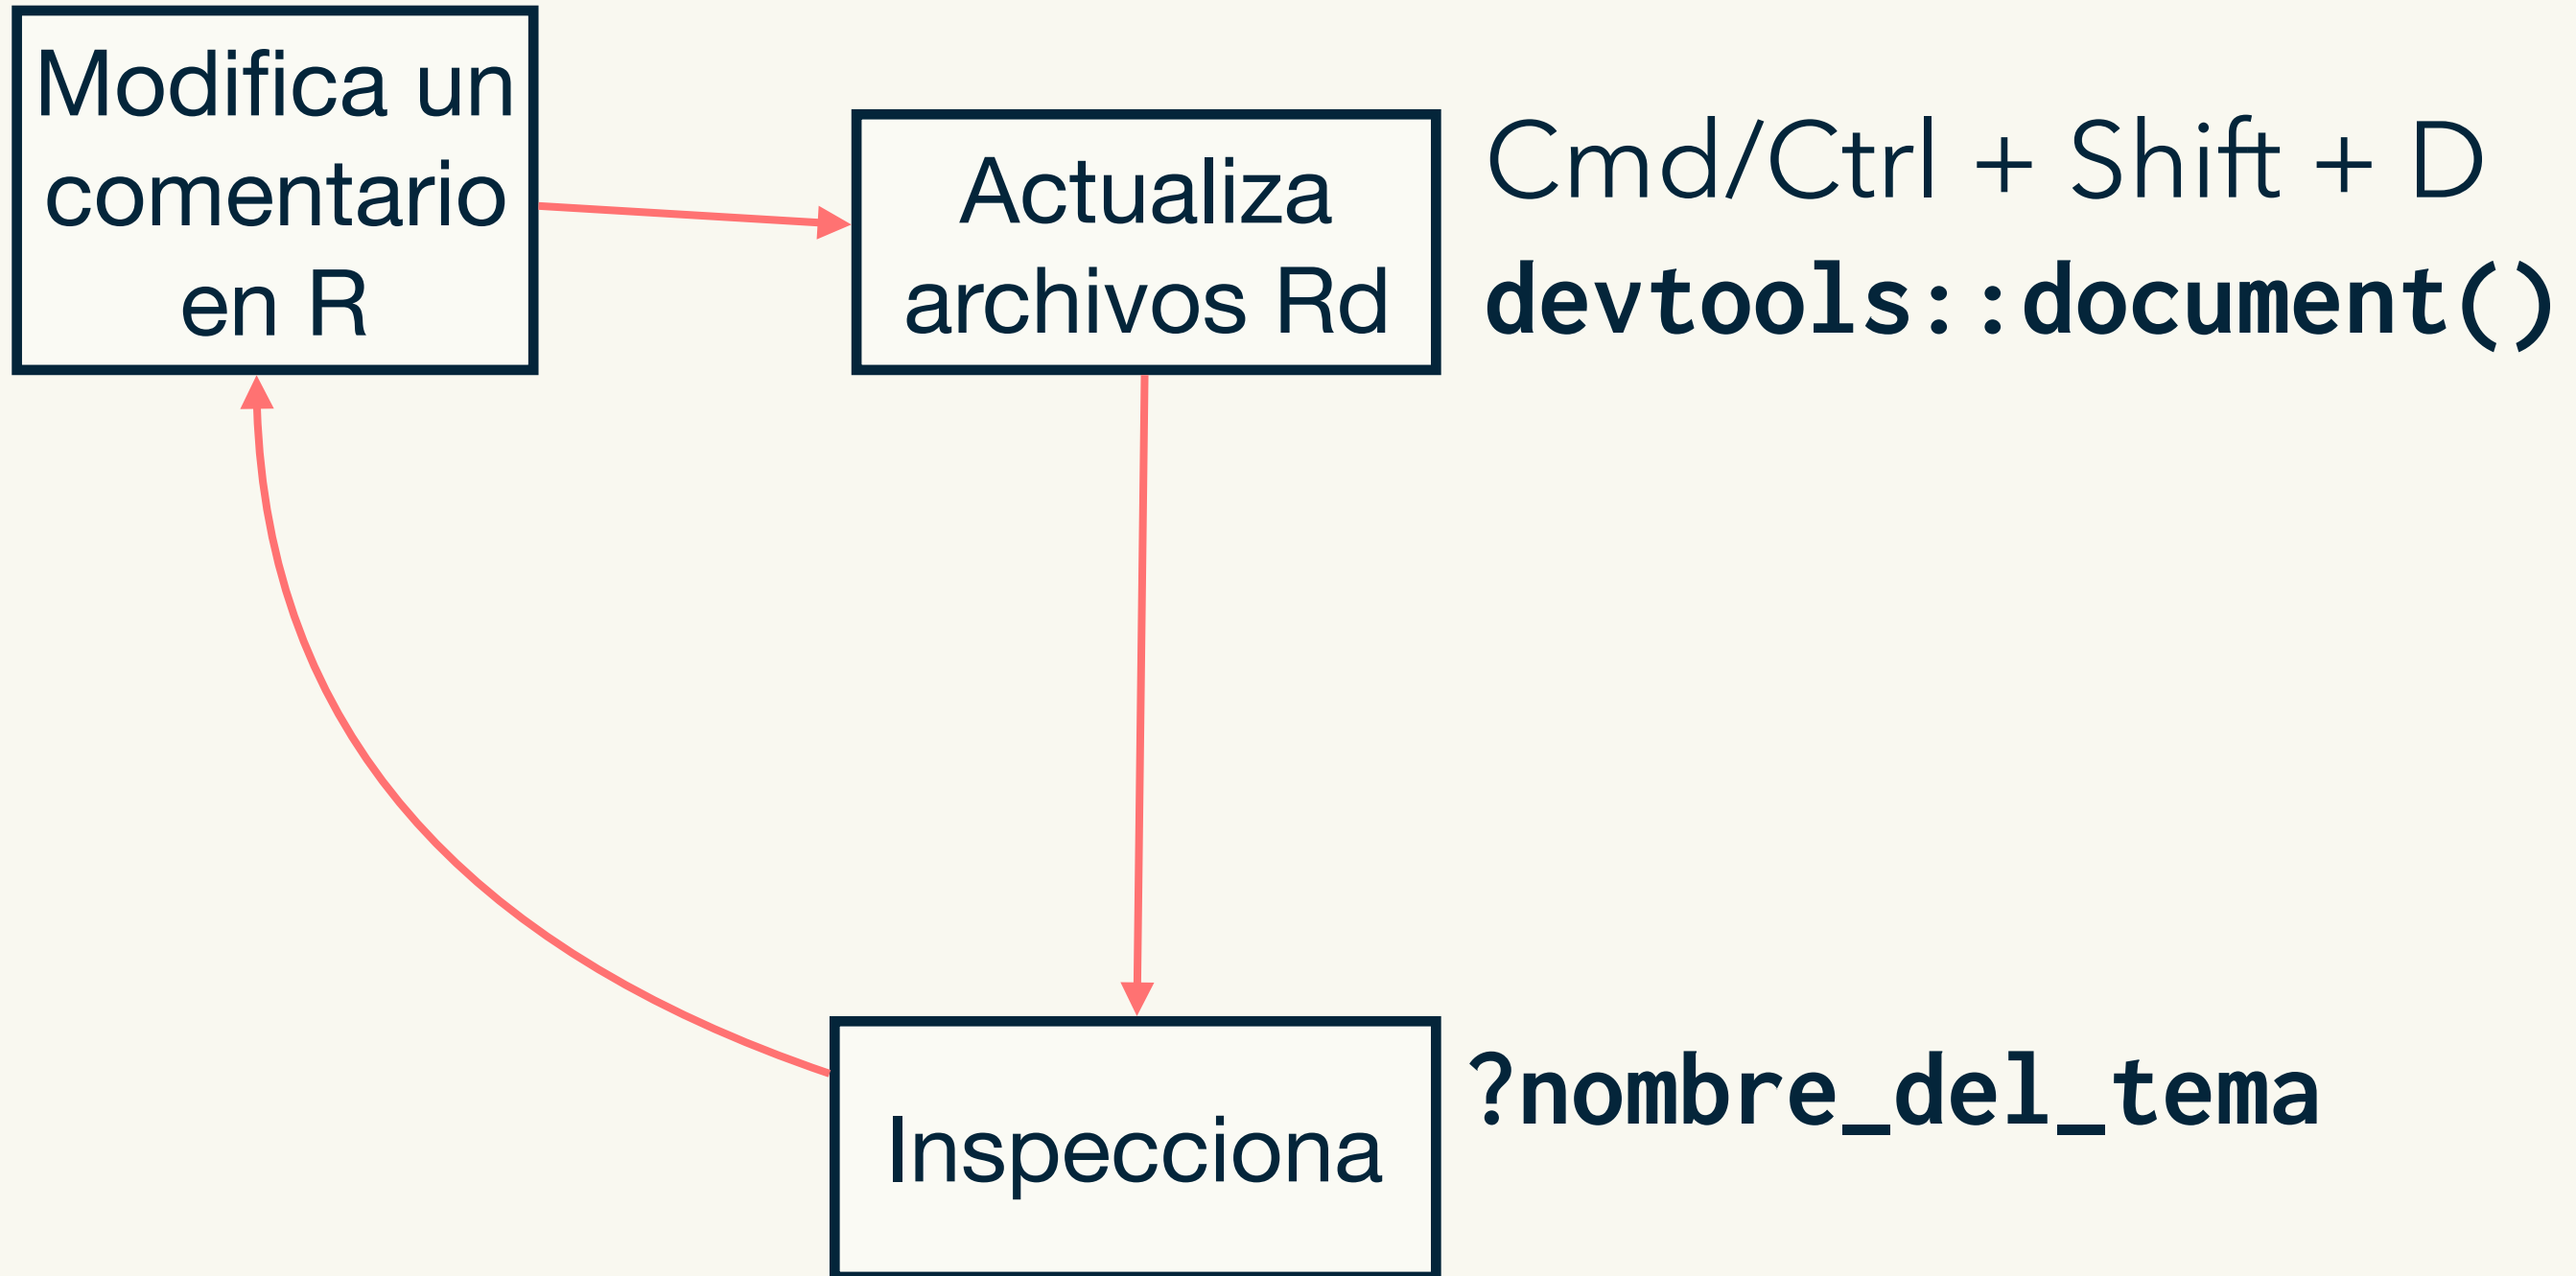 Modifica un
comentario
en R
Actualiza
archivos Rd
Cmd/Ctrl + Shift + D
devtools::document()
Inspecciona
?nombre_del_tema